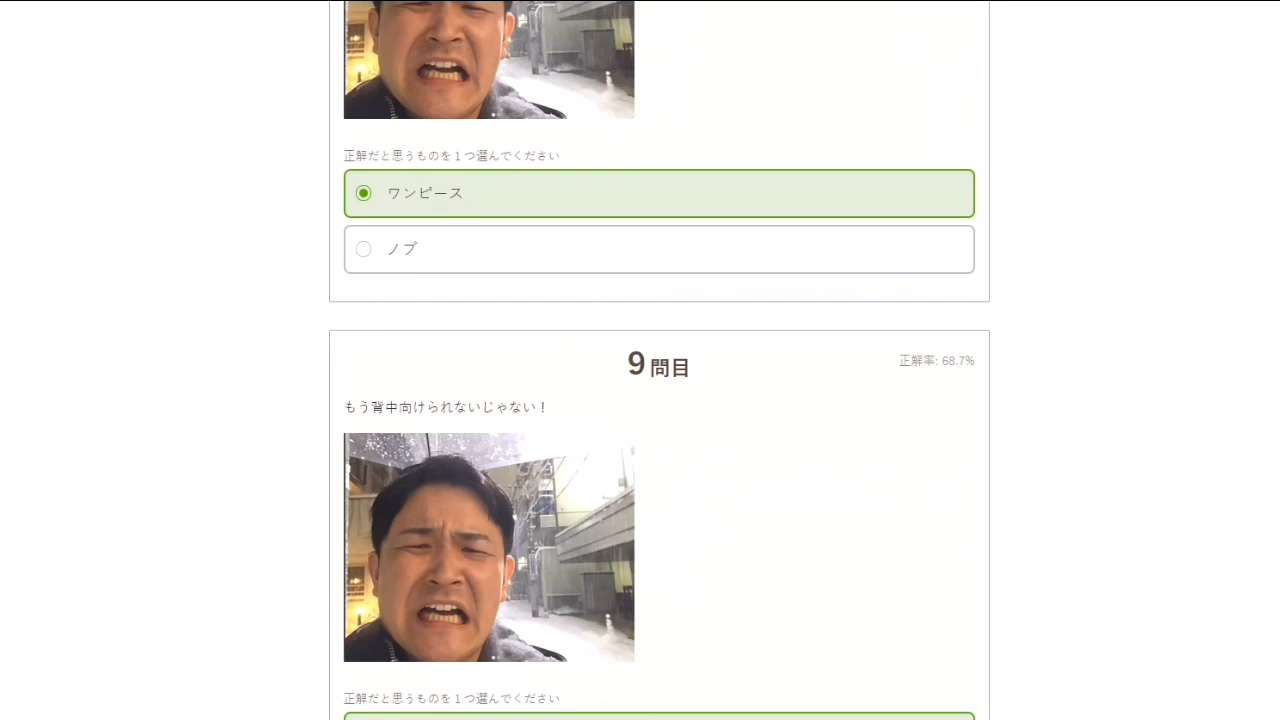 正解だと思うものを１つ選んでください
ワンピース
ノブ
9問目
正解率: 68.7%
もう背中向けられないじゃない！
正解だと思うものを１つ選んでください